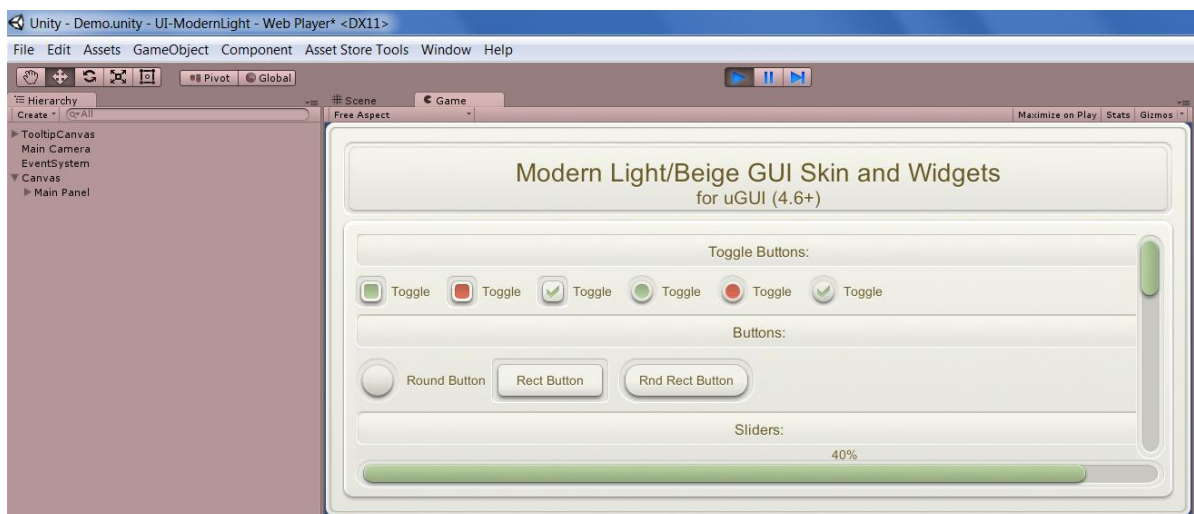 Unity - Demo.unity - UI-ModernLight - Web Player* <DX11>
File Edit Assets GameObject Component Asset Store Tools Window Help
Pivot Global
Hierarchy
Create All
TooltipCanvas
Main Camera
EventSystem
Canvas
Main Panel
Scene Game
Free Aspect Maximize on Play Stats Gizmos
Modern Light/Beige GUI Skin and Widgets
for uGUI (4.6+)
Toggle Buttons:
Toggle Toggle Toggle Toggle Toggle Toggle
Buttons:
Round Button Rect Button Rnd Rect Button
Sliders:
40%